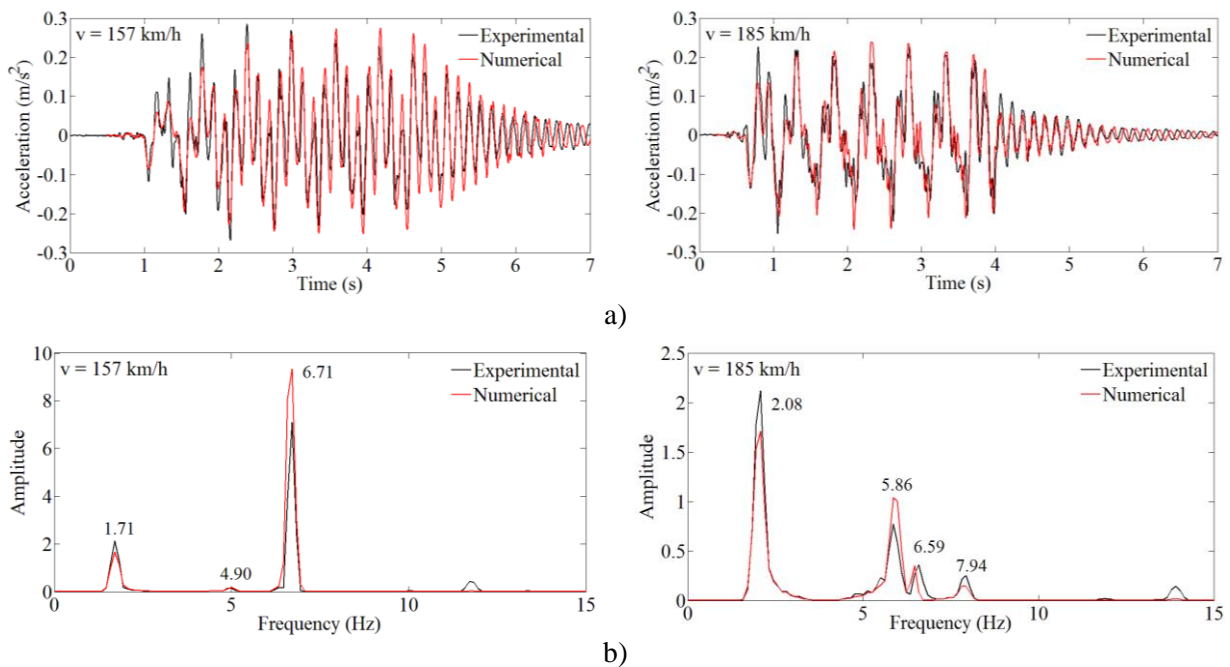 v = 157 km/h
Experimental
Numerical
Acceleration (m/s²)
0.3
0.2
0.1
0
-0.1
-0.2
0.3
0 1 2 3 4 5 6 7
Time (s)
v = 185 km/h
Experimental
Numerical
Acceleration (m/s²)
0.3
0.2
0.1
0
-0.1
-0.2
0.3
0 1 2 3 4 5 6 7
Time (s)
a)
v = 157 km/h
Experimental
Numerical
Amplitude
10
8
6
4
2
0
1.71
4.90
6.71
0 5 10 15
Frequency (Hz)
v = 185 km/h
Experimental
Numerical
Amplitude
2.5
2
1.5
1
0.5
0
2.08
5.86
6.59
7.94
0 5 10 15
Frequency (Hz)
b)